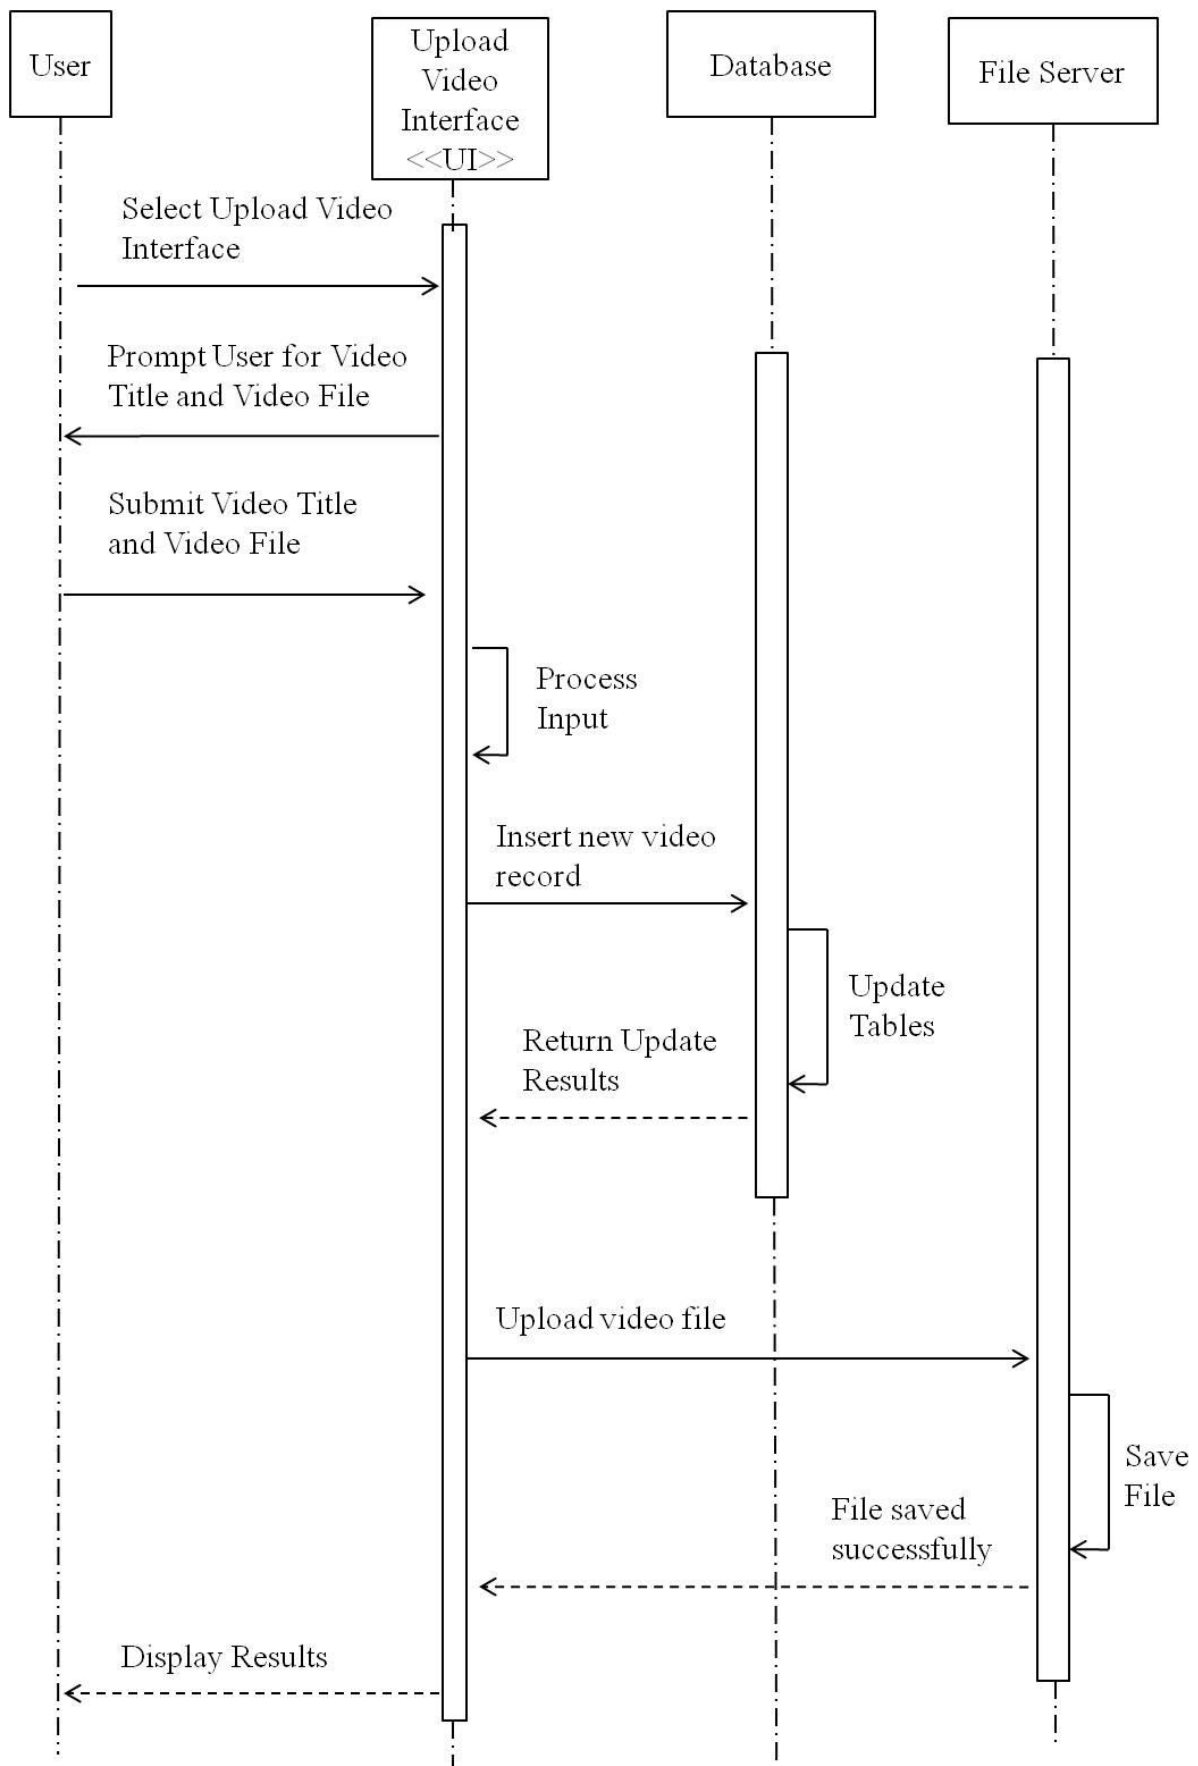 User
Upload
Video
Interface
<<UI>>
Database
File Server
Select Upload Video
Interface
Prompt User for Video
Title and Video File
Submit Video Title
and Video File
Process
Input
Insert new video
record
Update
Tables
Return Update
Results
Upload video file
Save
File
File saved
successfully
Display Results